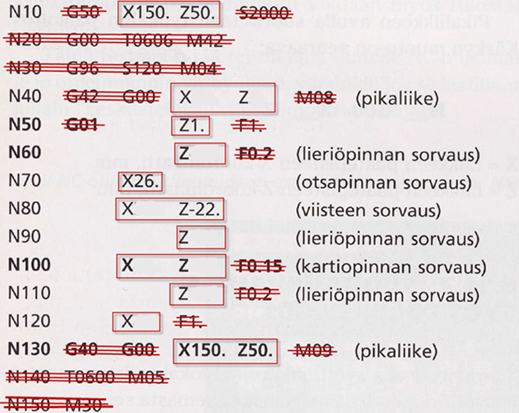 N10 G50 X150. Z50. S2000
N20 G00 T0606 M42
N30 G96 S120 M04
N40 G42 G00 X Z M08 (pikaliike)
N50 G01 Z1. F1.
N60 Z F0.2 (lieriöpinnan sorvaus)
N70 X26. (otsapinnan sorvaus)
N80 X Z-22. (viisteen sorvaus)
N90 Z (lieriöpinnan sorvaus)
N100 X Z F0.15 (kartiopinnan sorvaus)
N110 Z F0.2 (lieriöpinnan sorvaus)
N120 X F1.
N130 G40 G00 X150. Z50. M09 (pikaliike)
N140 T0600 M05
N150 M30